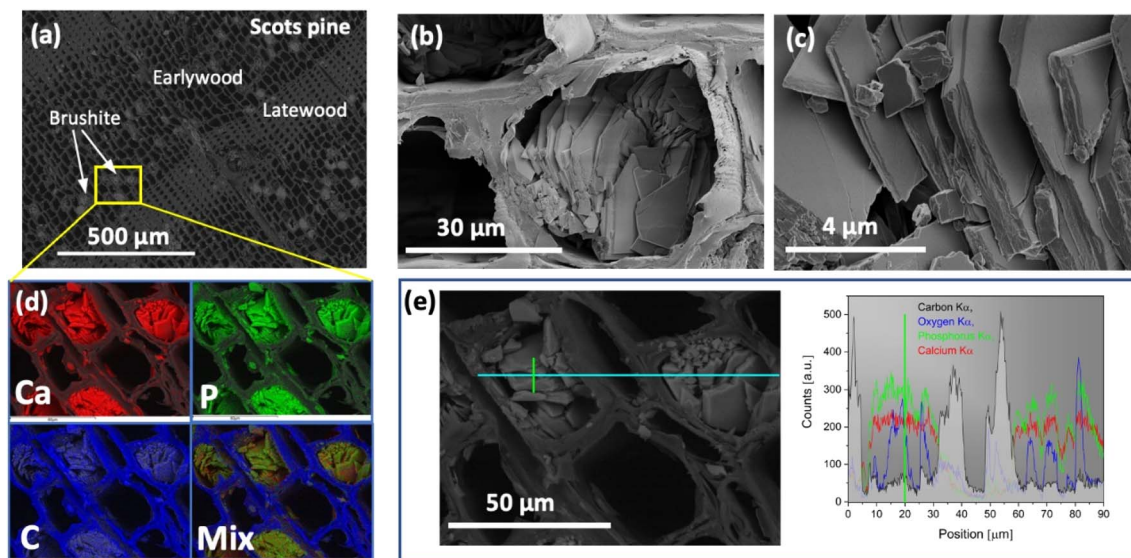 (a)
Scots pine
Earlywood
Latewood
Brushite
500 µm
(b)
30 µm
(c)
4 µm
(d)
Ca
P
C
Mix
(e)
50 µm
Carbon Kα,
Oxygen Kα,
Phosphorus Kα,
Calcium Kα
Counts [a.u.]
500
400
300
200
100
0
0 10 20 30 40 50 60 70 80 90
Position [µm]